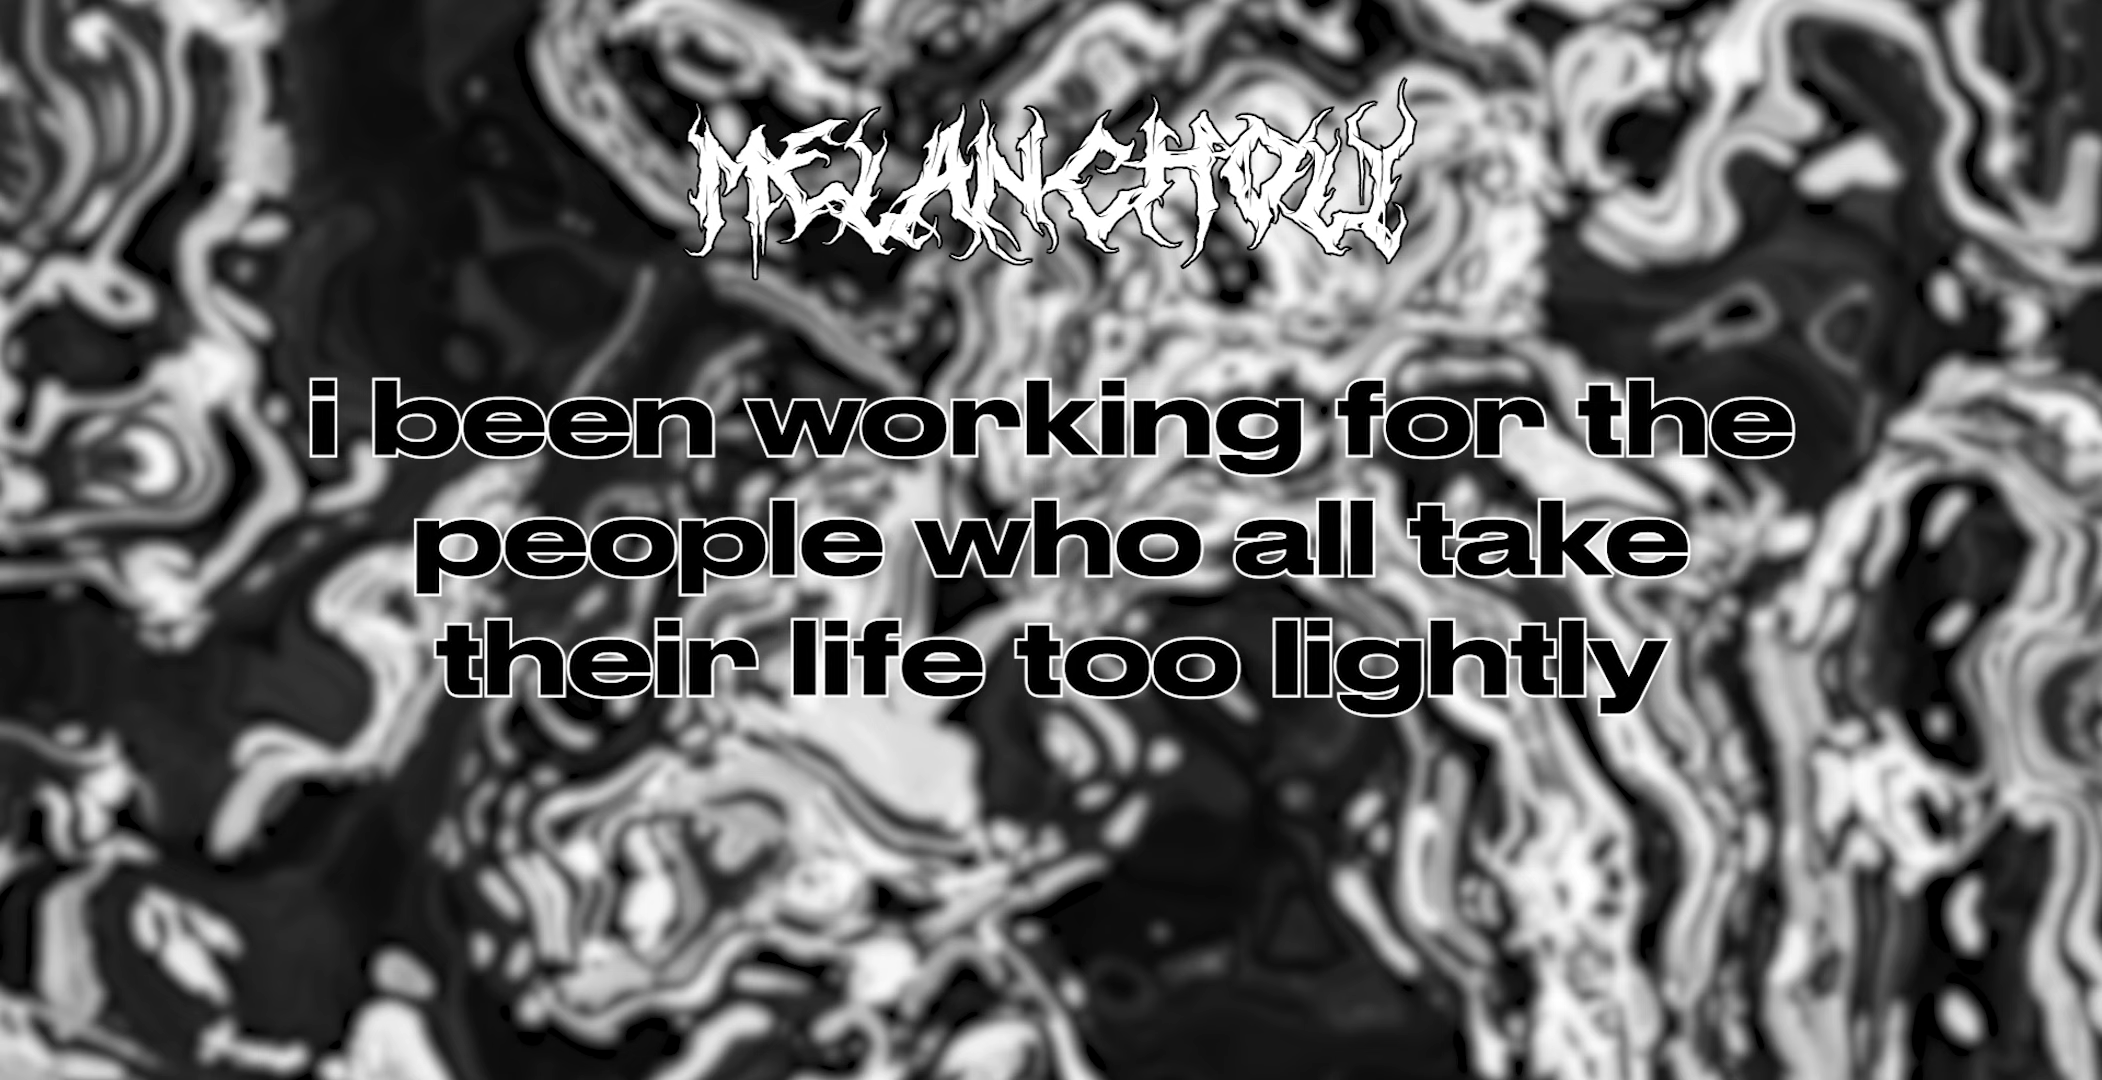 MELANCHOLY
i been working for the
people who all take
their life too lightly